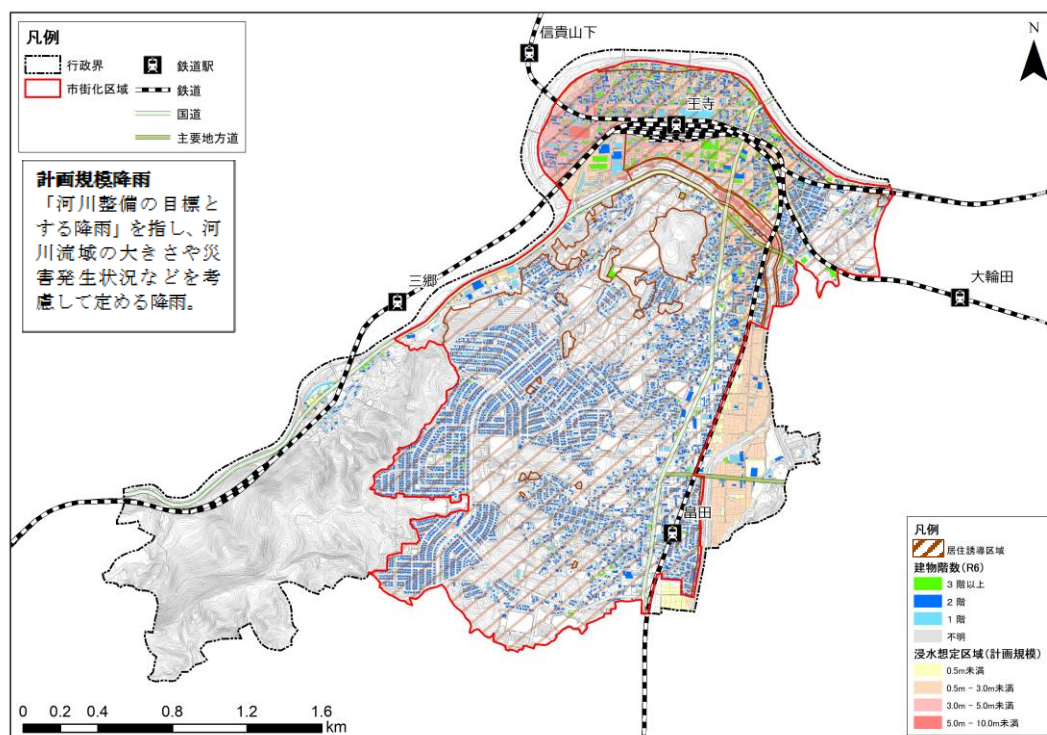 凡例
行政界
市街化区域
鉄道駅
鉄道
国道
主要地方道
計画規模降雨
「河川整備の目標と
する降雨」を指し、河
川流域の大きさや災
害発生状況などを考
慮して定める降雨。
信貴山下
N
王寺
三郷
大輪田
畠田
凡例
居住誘導区域
建物階数(R6)
3 階以上
2 階
1 階
不明
浸水想定区域(計画規模)
0.5m未満
0.5m - 3.0m未満
3.0m - 5.0m未満
5.0m - 10.0m未満
0 0.2 0.4 0.8 1.2 1.6
km